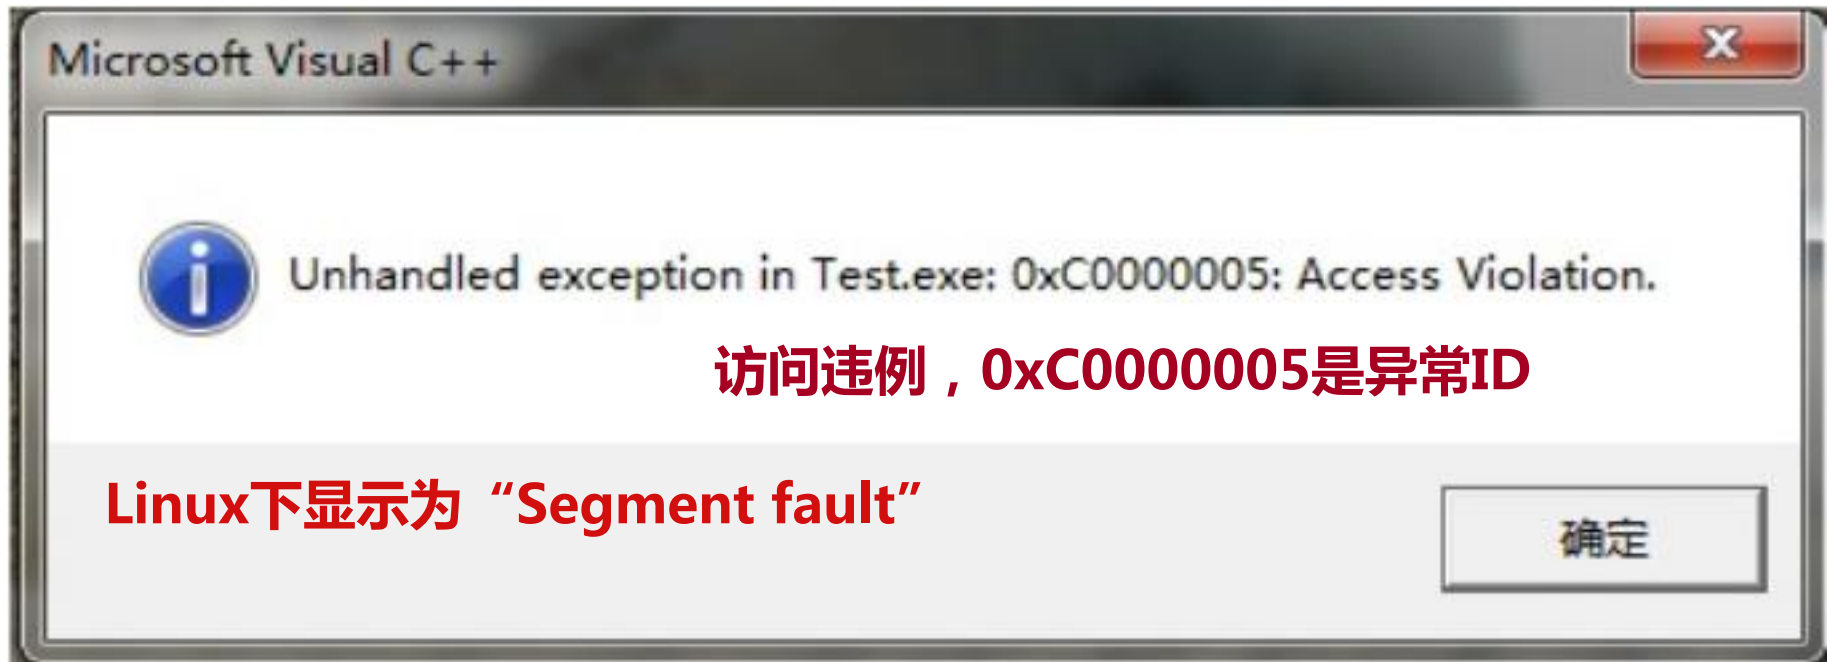 Microsoft Visual C++
Unhandled exception in Test.exe: 0xC0000005: Access Violation.
访问违例，0xC0000005是异常ID
Linux下显示为“Segment fault”
确定